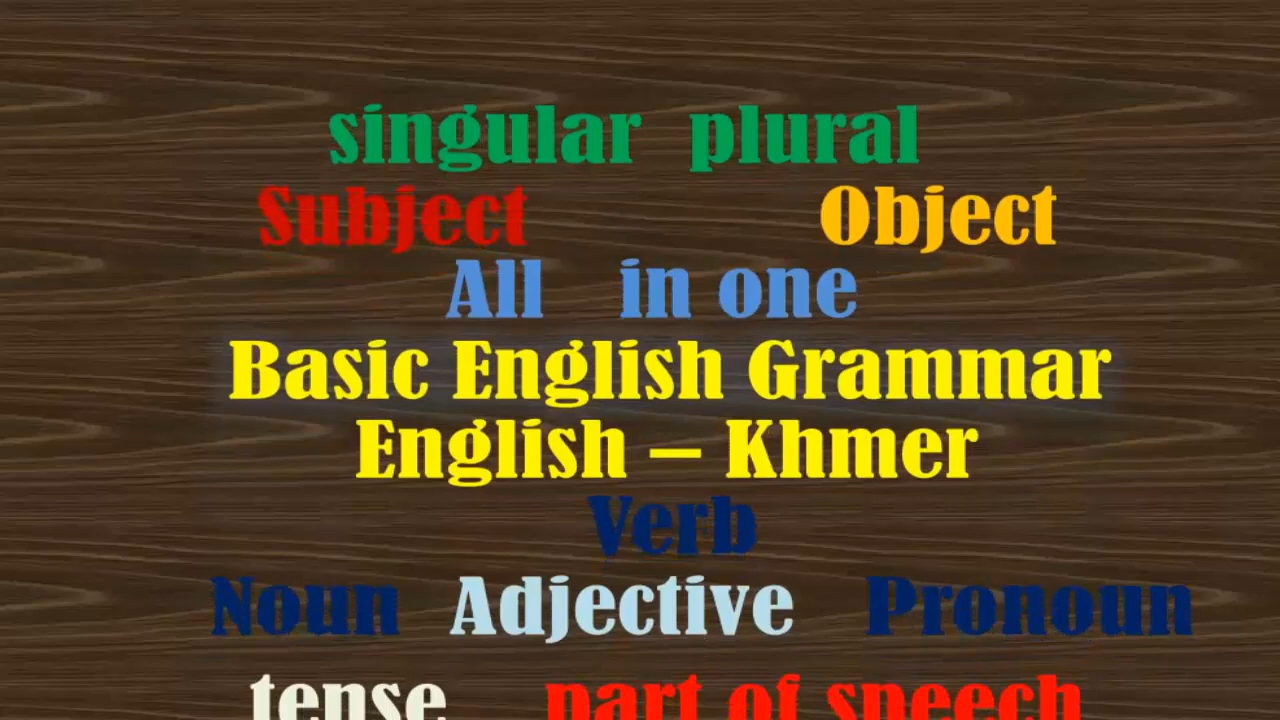 singular plural
Subject Object
All in one
Basic English Grammar
English – Khmer
Verb
Noun Adjective Pronoun
tense part of speech